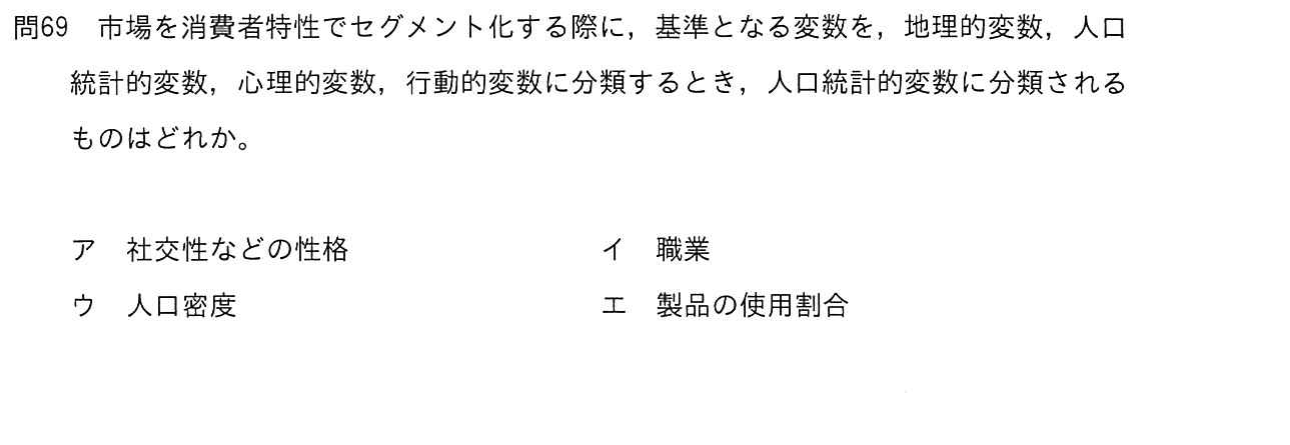 問69　市場を消費者特性でセグメント化する際に，基準となる変数を，地理的変数，人口
統計的変数，心理的変数，行動的変数に分類するとき，人口統計的変数に分類される
ものはどれか。
ア　社交性などの性格　イ　職業
ウ　人口密度　エ　製品の使用割合